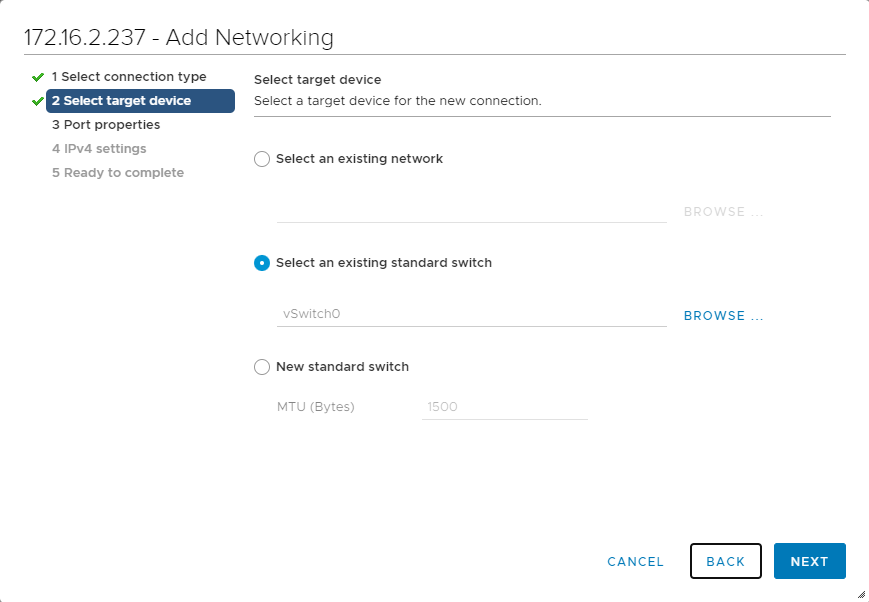 172.16.2.237 - Add Networking
1 Select connection type
2 Select target device
3 Port properties
4 IPv4 settings
5 Ready to complete
Select target device
Select a target device for the new connection.
Select an existing network
BROWSE ...
Select an existing standard switch
vSwitch0
BROWSE ...
New standard switch
MTU (Bytes)
1500
CANCEL
BACK
NEXT